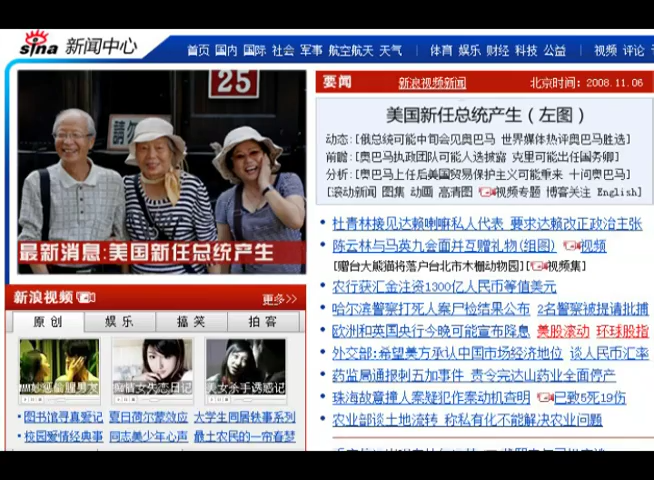 sina 新闻中心
首页 国内 国际 社会 军事 航空航天 天气 | 体育 娱乐 财经 科技 公益 | 视频 评论
25
請勿
最新消息:美国新任总统产生
要闻 新浪视频新闻 北京时间：2008.11.06
美国新任总统产生（左图）
动态:[俄总统可能中旬会见奥巴马 世界媒体热评奥巴马胜选]
前瞻:[奥巴马执政团队可能人选披露 克里可能出任国务卿]
分析:[奥巴马上任后美国贸易保护主义可能抬来 十问奥巴马]
[滚动新闻 图集 动画 高清图 视频专题 博客关注 English]
杜青林接见达赖喇嘛私人代表 要求达赖改正政治主张
陈云林与马英九会面并互赠礼物(组图) 视频
[赠台大熊猫将落户台北市木栅动物园][视频集]
农行获汇金注资1300亿人民币等值美元
哈尔滨警察打死人案尸检结果公布 2名警察被提请批捕
欧洲和英国央行今晚可能宣布降息 美股滚动 环球股指
外交部:希望美方承认中国市场经济地位 谈人民币汇率
药监局通报刺五加事件 责令完达山药业全面停产
珠海故意撞人案疑犯作案动机查明 已致5死19伤
农业部谈土地流转 称私有化不能解决农业问题
新浪视频 更多>>
原创 娱乐 搞笑 拍客
痴情女失恋日记
美女杀手诱惑记
图书馆寻真爱记 夏日荷尔蒙效应 大学生同居轶事系列
校园爱情经典事 同志美少年心声 最土农民的一帘春梦